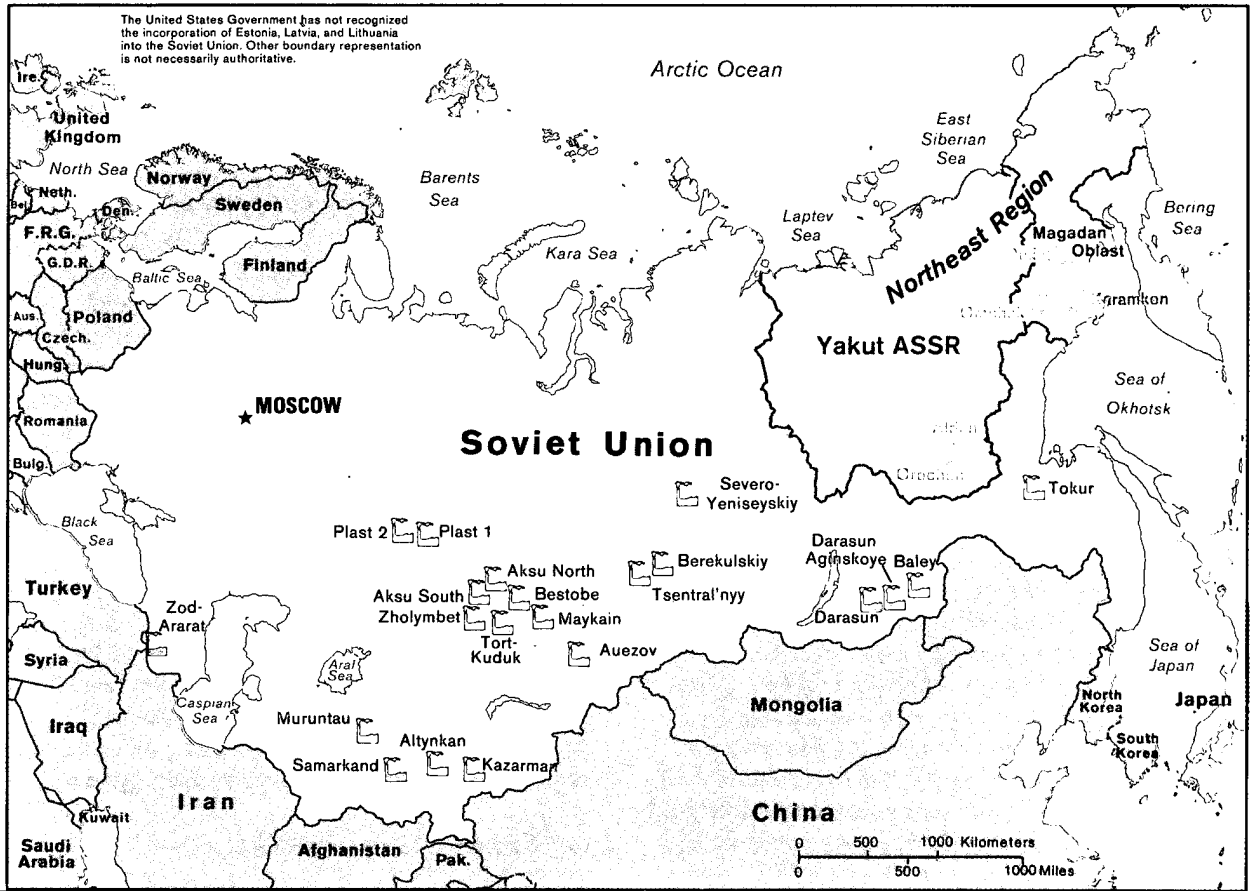 The United States Government has not recognized
the incorporation of Estonia, Latvia, and Lithuania
into the Soviet Union. Other boundary representation
is not necessarily authoritative.
Arctic Ocean
Ire.
United
Kingdom
North Sea
Norway
Sweden
Neth.
Bel.
Den.
F.R.G.
G.D.R.
Baltic Sea
Finland
Barents
Sea
Kara Sea
Laptev
Sea
East
Siberian
Sea
Northeast Region
Magadan
Oblast
Bering
Sea
Aus.
Poland
Czech.
Hung.
Romania
Bulg.
MOSCOW
Soviet Union
Yakut ASSR
Sea of
Okhotsk
Severo-
Yeniseyskiy
Tokur
Black
Sea
Plast 2
Plast 1
Turkey
Zod-
Ararat
Aksu North
Aksu South
Bestobe
Zholymbet
Maykain
Tort-
Kuduk
Auezov
Berekulskiy
Tsentral'nyy
Darasun
Aginskoye
Baley
Darasun
Syria
Iraq
Caspian
Sea
Aral
Sea
Muruntau
Altynkan
Samarkand
Kazarman
Mongolia
Sea of
Japan
North
Korea
South
Korea
Japan
Iran
China
Kuwait
Saudi
Arabia
Afghanistan
Pak.
0 500 1000 Kilometers
0 500 1000 Miles